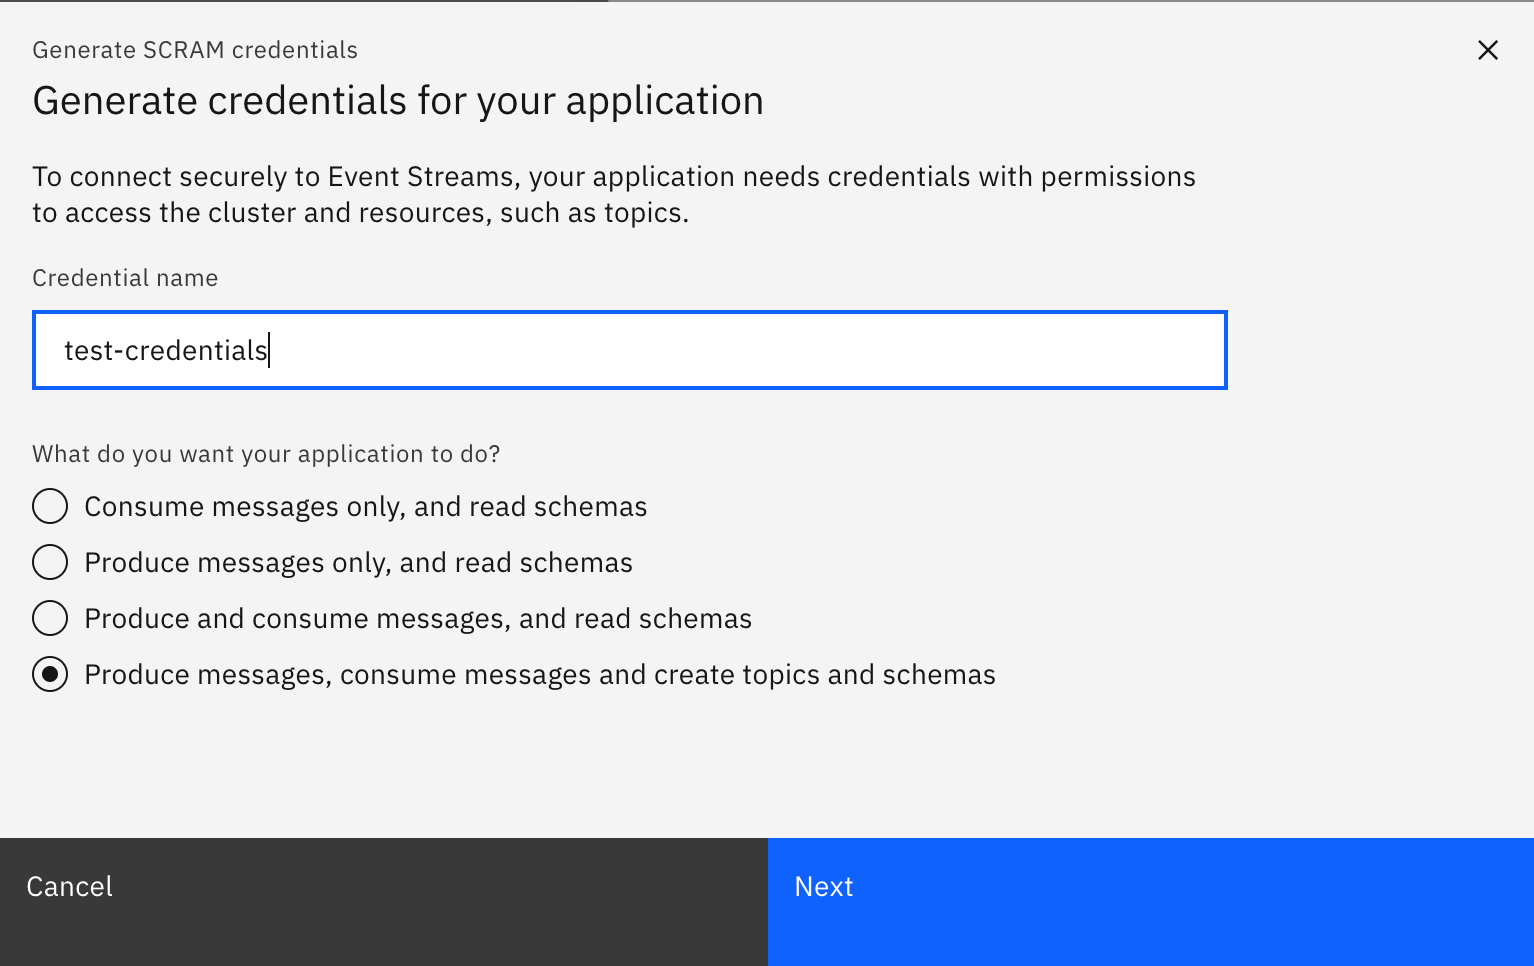 Generate SCRAM credentials
Generate credentials for your application
To connect securely to Event Streams, your application needs credentials with permissions
to access the cluster and resources, such as topics.
Credential name
test-credentials
What do you want your application to do?
Consume messages only, and read schemas
Produce messages only, and read schemas
Produce and consume messages, and read schemas
Produce messages, consume messages and create topics and schemas
Cancel
Next